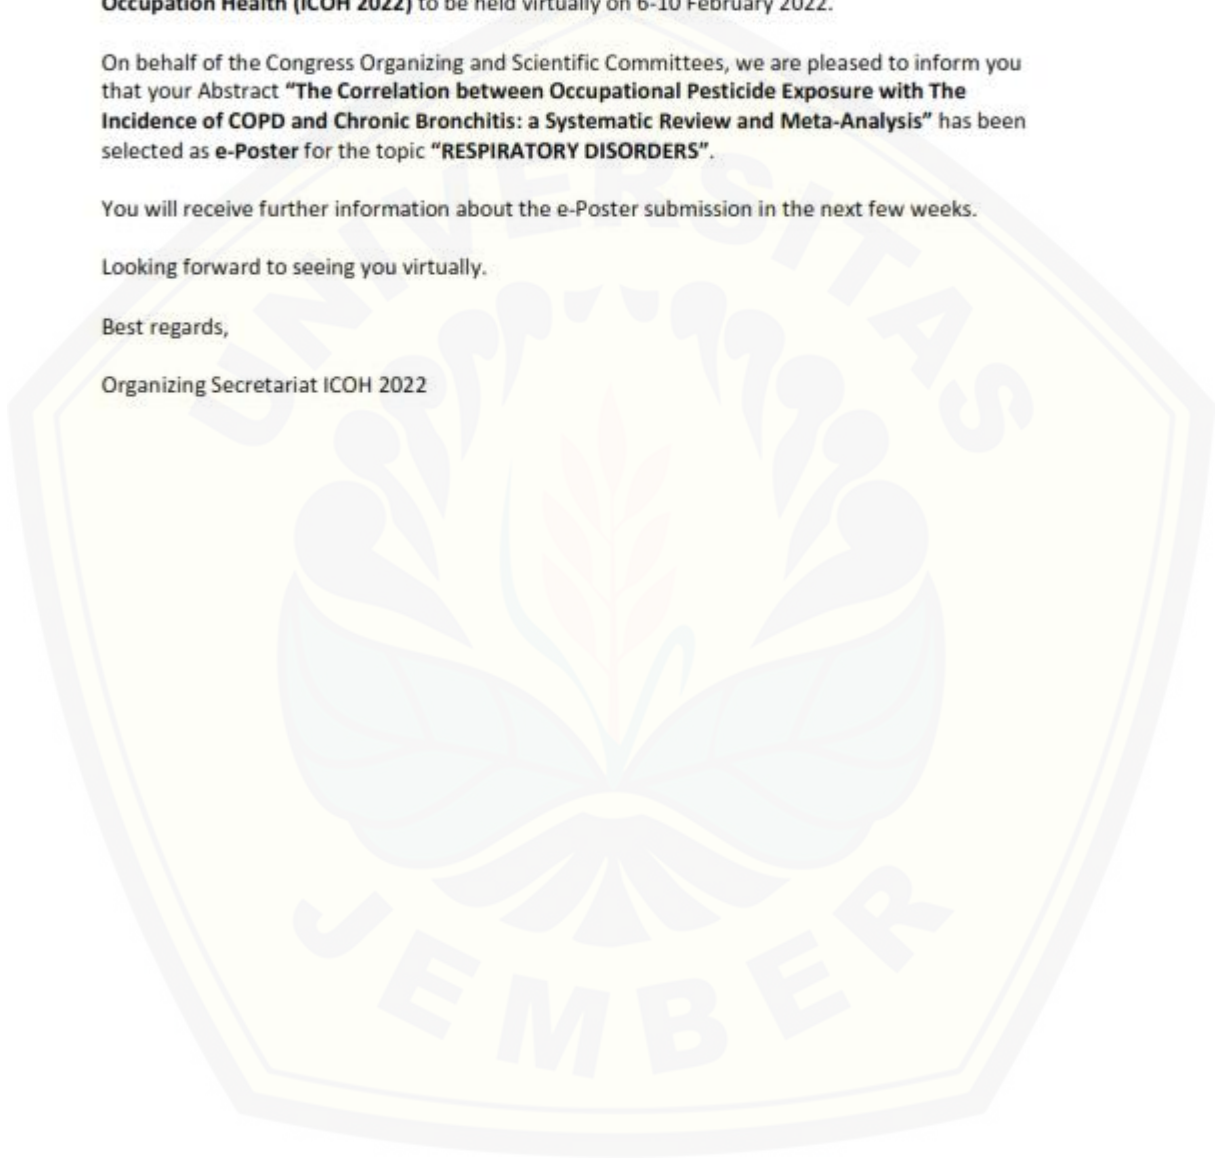 Occupation Health (ICOH 2022) to be held virtually on 6-10 February 2022.
On behalf of the Congress Organizing and Scientific Committees, we are pleased to inform you
that your Abstract “The Correlation between Occupational Pesticide Exposure with The
Incidence of COPD and Chronic Bronchitis: a Systematic Review and Meta-Analysis” has been
selected as e-Poster for the topic “RESPIRATORY DISORDERS”.
You will receive further information about the e-Poster submission in the next few weeks.
Looking forward to seeing you virtually.
Best regards,
Organizing Secretariat ICOH 2022
UNIVERSITAS
JEMBER